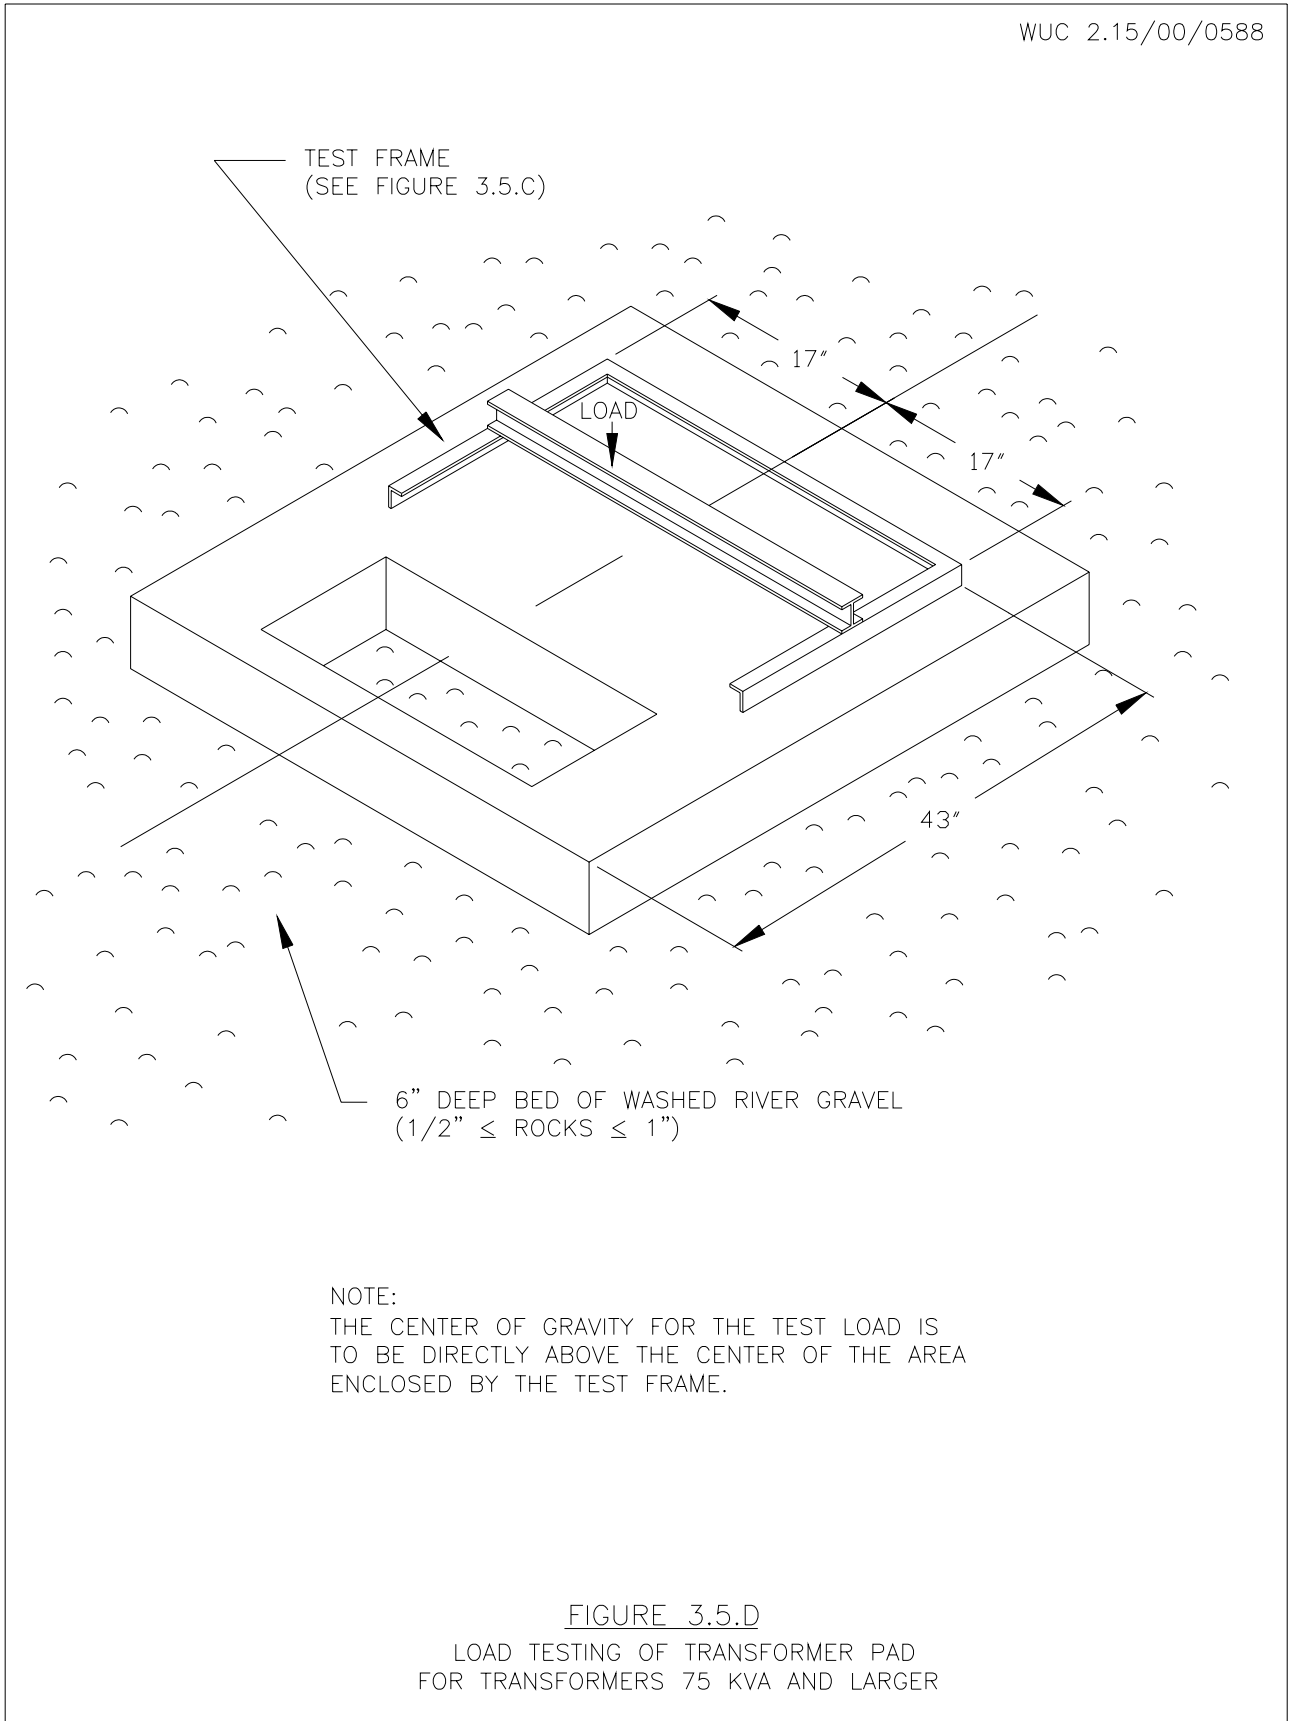 WUC 2.15/00/0588
TEST FRAME
(SEE FIGURE 3.5.C)
17"
LOAD
17"
43"
6" DEEP BED OF WASHED RIVER GRAVEL
(1/2" ≤ ROCKS ≤ 1")
NOTE:
THE CENTER OF GRAVITY FOR THE TEST LOAD IS
TO BE DIRECTLY ABOVE THE CENTER OF THE AREA
ENCLOSED BY THE TEST FRAME.
FIGURE 3.5.D
LOAD TESTING OF TRANSFORMER PAD
FOR TRANSFORMERS 75 KVA AND LARGER